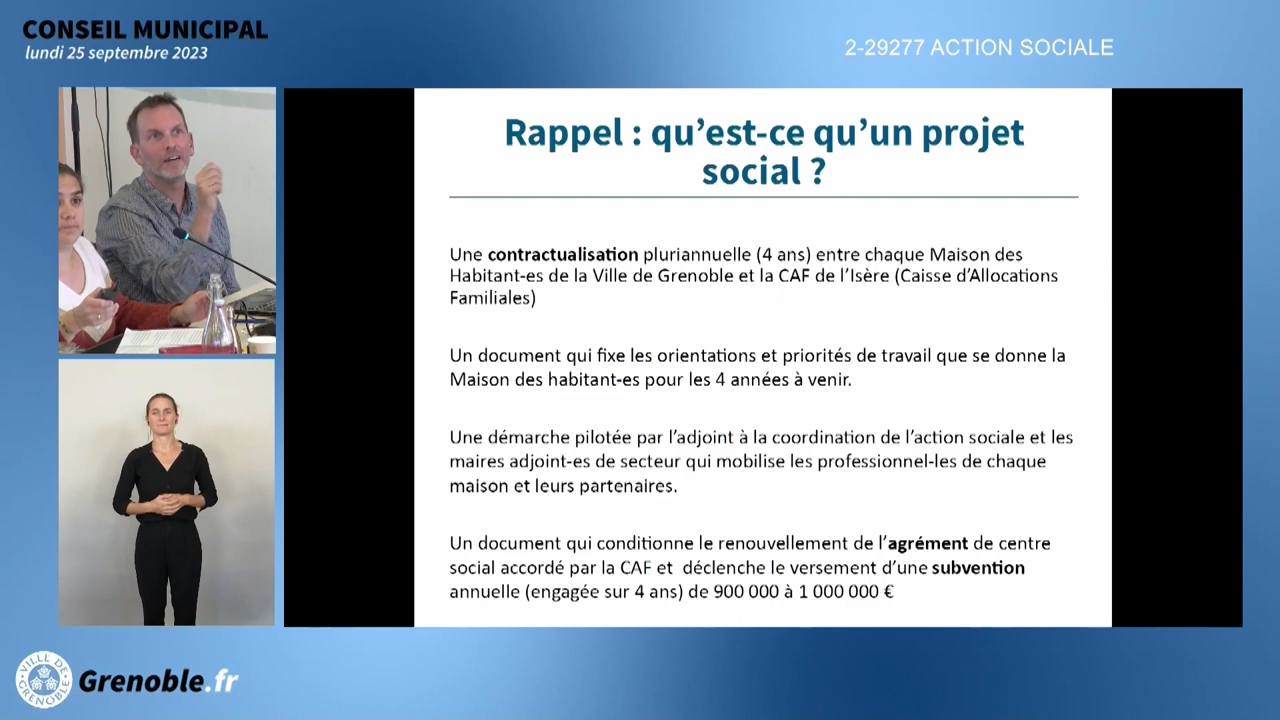 CONSEIL MUNICIPAL
lundi 25 septembre 2023
2-29277 ACTION SOCIALE
Rappel : qu’est-ce qu’un projet
social ?
Une contractualisation pluriannuelle (4 ans) entre chaque Maison des
Habitant-es de la Ville de Grenoble et la CAF de l’Isère (Caisse d’Allocations
Familiales)
Un document qui fixe les orientations et priorités de travail que se donne la
Maison des habitant-es pour les 4 années à venir.
Une démarche pilotée par l’adjoint à la coordination de l’action sociale et les
maires adjoint-es de secteur qui mobilise les professionnel-les de chaque
maison et leurs partenaires.
Un document qui conditionne le renouvellement de l’agrément de centre
social accordé par la CAF et  déclenche le versement d’une subvention
annuelle (engagée sur 4 ans) de 900 000 à 1 000 000 €
VILLE DE
GRENOBLE
Grenoble.fr